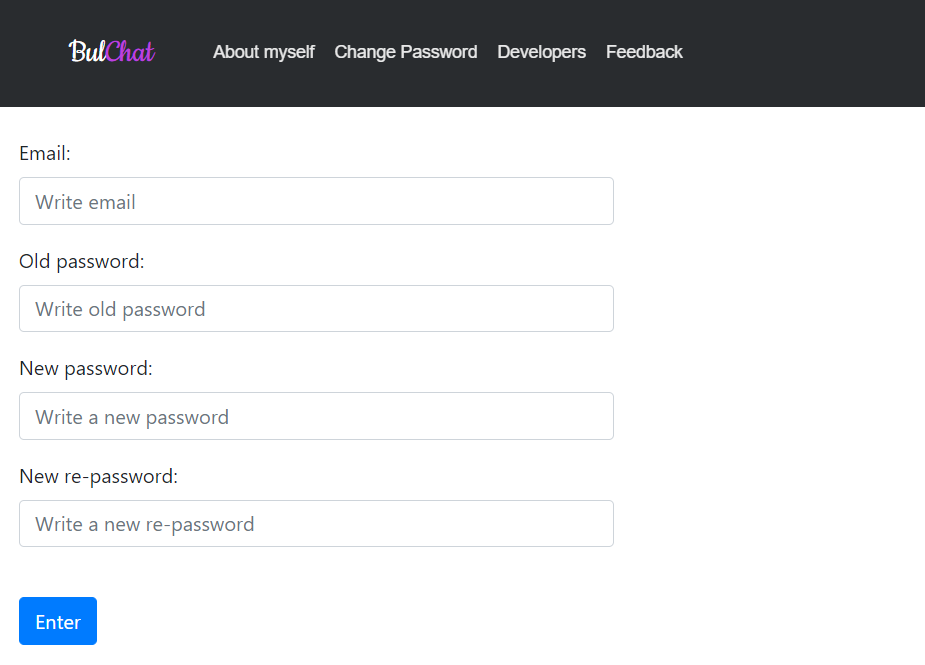 BulChat About myself Change Password Developers Feedback
Email:
Write email
Old password:
Write old password
New password:
Write a new password
New re-password:
Write a new re-password
Enter